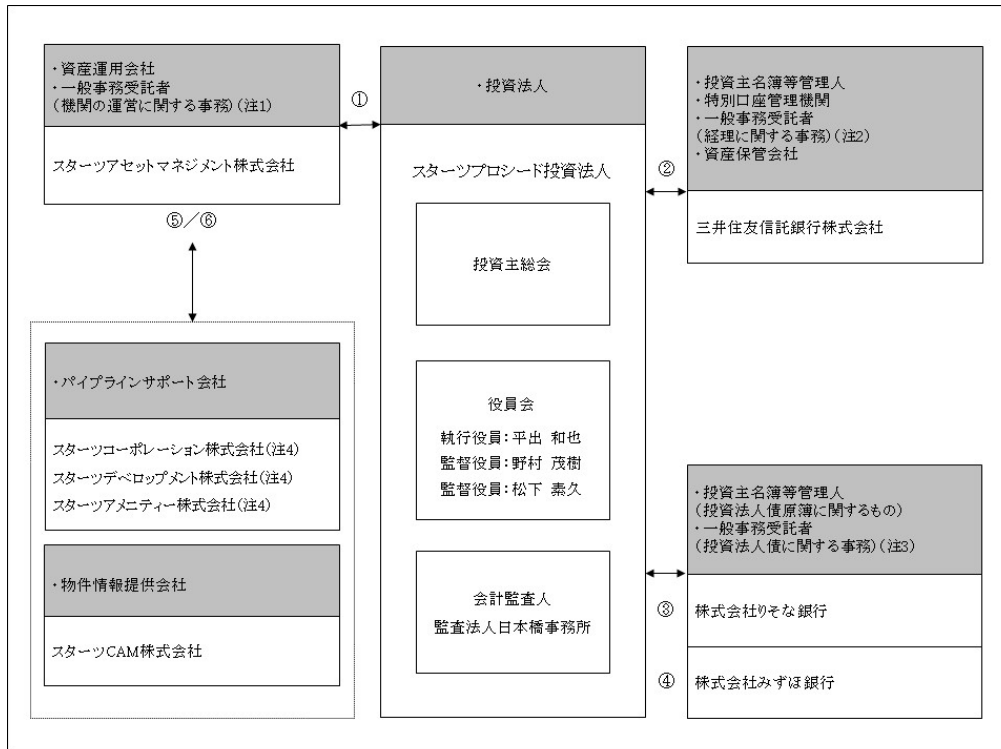 ・資産運用会社
・一般事務受託者
(機関の運営に関する事務)(注1)
スターツアセットマネジメント株式会社
①
・投資法人
スターツプロシード投資法人
投資主総会
役員会
執行役員:平出 和也
監督役員:野村 茂樹
監督役員:松下 素久
会計監査人
監査法人日本橋事務所
②
・投資主名簿等管理人
・特別口座管理機関
・一般事務受託者
(経理に関する事務)(注2)
・資産保管会社
三井住友信託銀行株式会社
⑤/⑥
・パイプラインサポート会社
スターツコーポレーション株式会社(注4)
スターツデベロップメント株式会社(注4)
スターツアメニティー株式会社(注4)
・物件情報提供会社
スターツCAM株式会社
・投資主名簿等管理人
(投資法人債原簿に関するもの)
・一般事務受託者
(投資法人債に関する事務)(注3)
③
株式会社りそな銀行
④
株式会社みずほ銀行